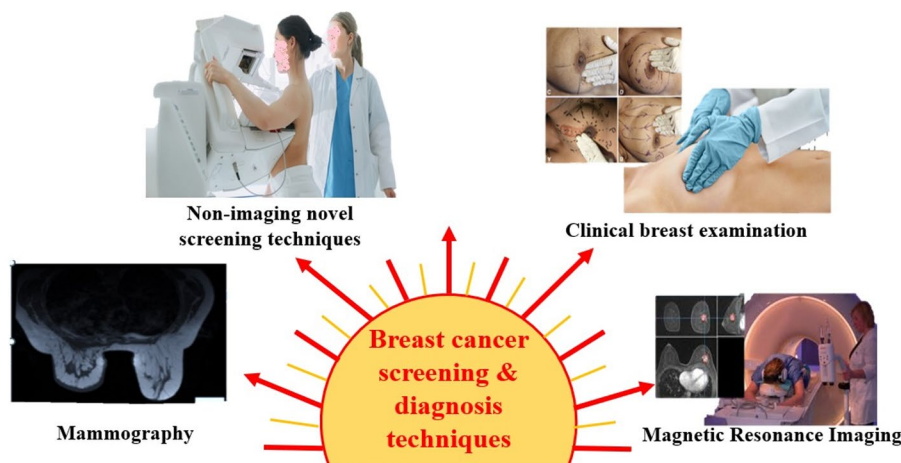 Non-imaging novel
screening techniques
Clinical breast examination
Breast cancer
screening &
diagnosis
techniques
Mammography
Magnetic Resonance Imaging